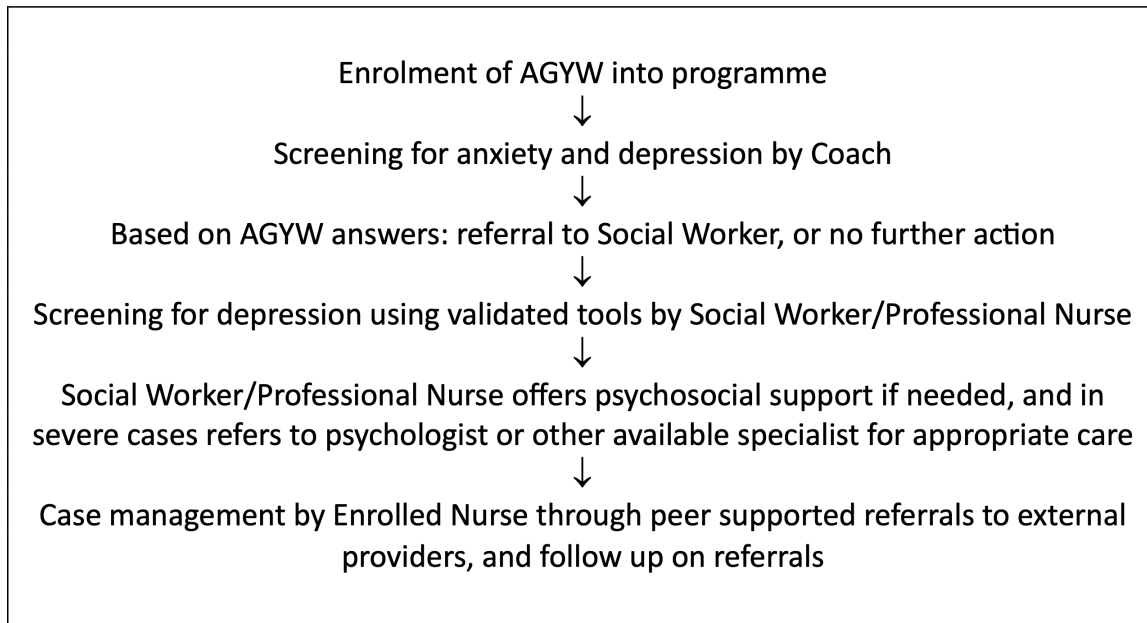 Enrolment of AGYW into programme
↓
Screening for anxiety and depression by Coach
↓
Based on AGYW answers: referral to Social Worker, or no further action
↓
Screening for depression using validated tools by Social Worker/Professional Nurse
↓
Social Worker/Professional Nurse offers psychosocial support if needed, and in
severe cases refers to psychologist or other available specialist for appropriate care
↓
Case management by Enrolled Nurse through peer supported referrals to external
providers, and follow up on referrals